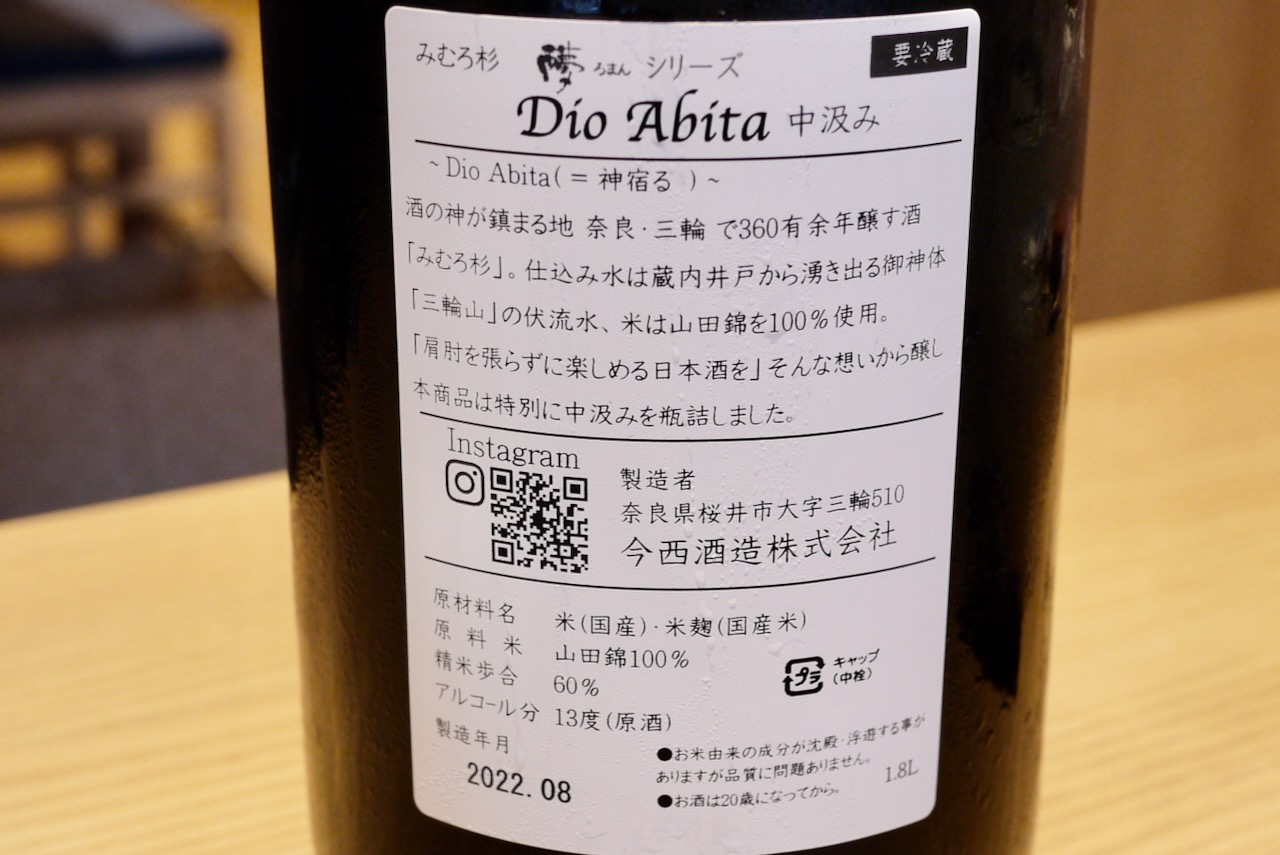 みむろ杉 ろまん シリーズ
要冷蔵
Dio Abita 中汲み
~ Dio Abita( = 神宿る ) ~
酒の神が鎮まる地 奈良・三輪 で360有余年醸す酒
「みむろ杉」。仕込み水は蔵内井戸から湧き出る御神体
「三輪山」の伏流水、米は山田錦を100%使用。
「肩肘を張らずに楽しめる日本酒を」そんな想いから醸し
本商品は特別に中汲みを瓶詰しました。
Instagram
製造者
奈良県桜井市大字三輪510
今西酒造株式会社
原材料名 米(国産)・米麹(国産米)
原料米 山田錦100%
精米歩合 60%
アルコール分 13度(原酒)
製造年月
2022.08
プラ
キャップ
(中栓)
●お米由来の成分が沈殿・浮遊する事が
ありますが品質に問題ありません。
●お酒は20歳になってから。
1.8L